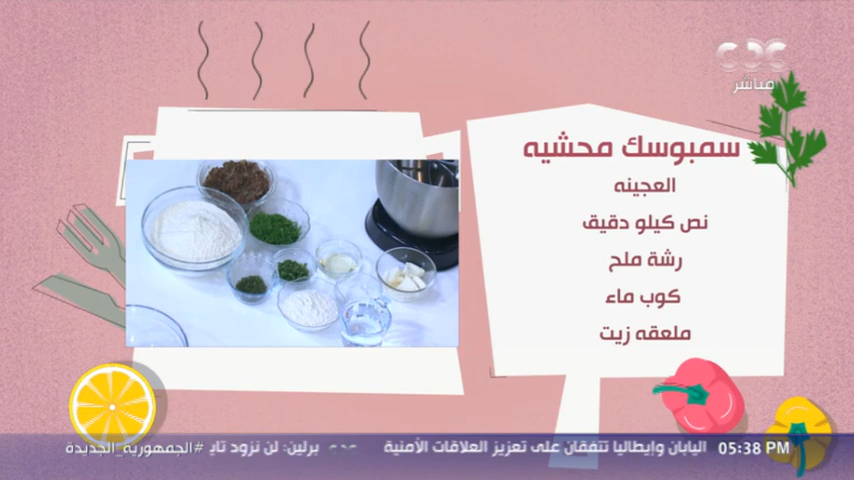 CBC
مباشر
سمبوسك محشيه
العجينه
نص كيلو دقيق
رشة ملح
كوب ماء
ملعقه زيت
05:38 PM
اليابان وإيطاليا تتفقان على تعزيز العلاقات الأمنية
برلين: لن نزود تاي
#الجمهورية_الجديدة